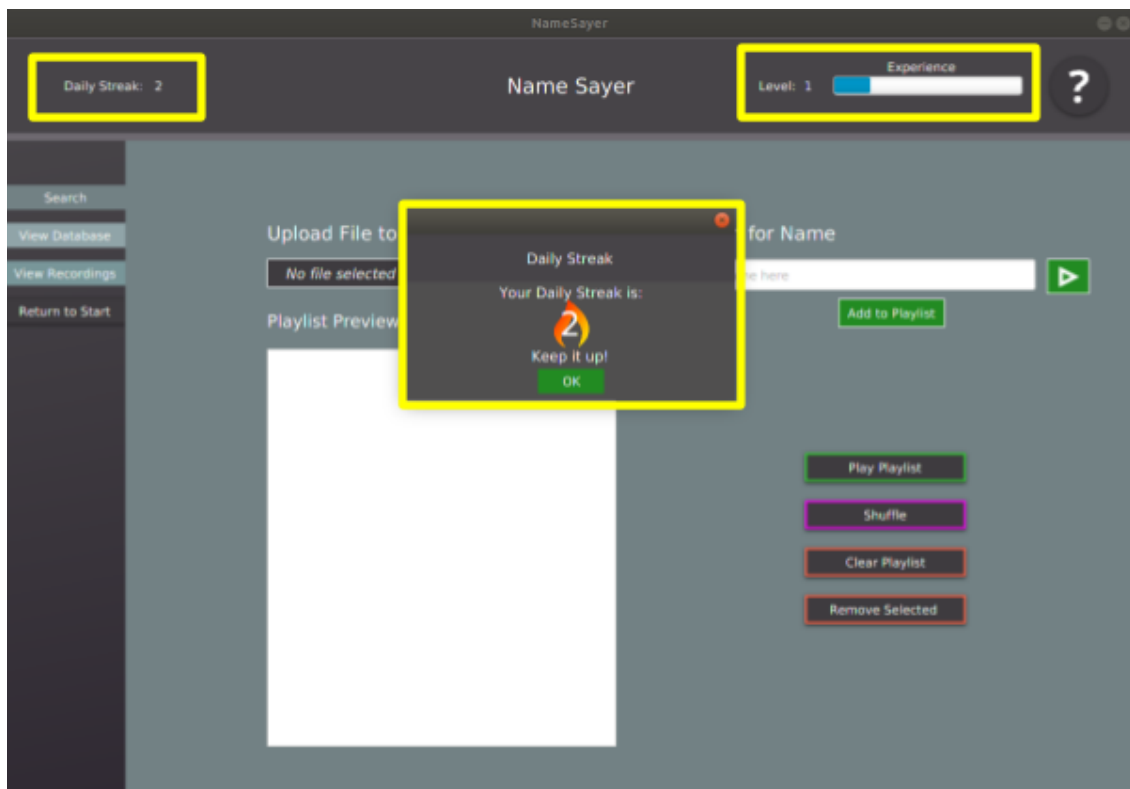 NameSayer
Daily Streak: 2
Name Sayer
Experience
Level: 1
?
Search
View Database
View Recordings
Return to Start
Upload File to
for Name
No file selected
here
Add to Playlist
Playlist Preview
Daily Streak
Your Daily Streak is:
2
Keep it up!
OK
Play Playlist
Shuffle
Clear Playlist
Remove Selected